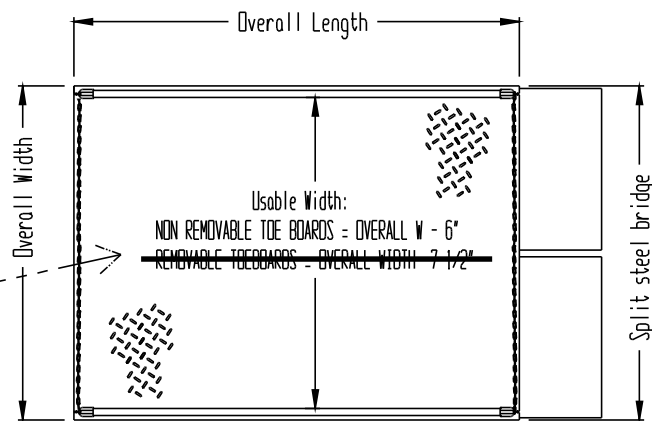 Overall Length
Overall Width
Usable Width:
NON REMOVABLE TOE BOARDS = OVERALL W - 6"
REMOVABLE TOEBOARDS = OVERALL WIDTH - 7 1/2"
Split steel bridge